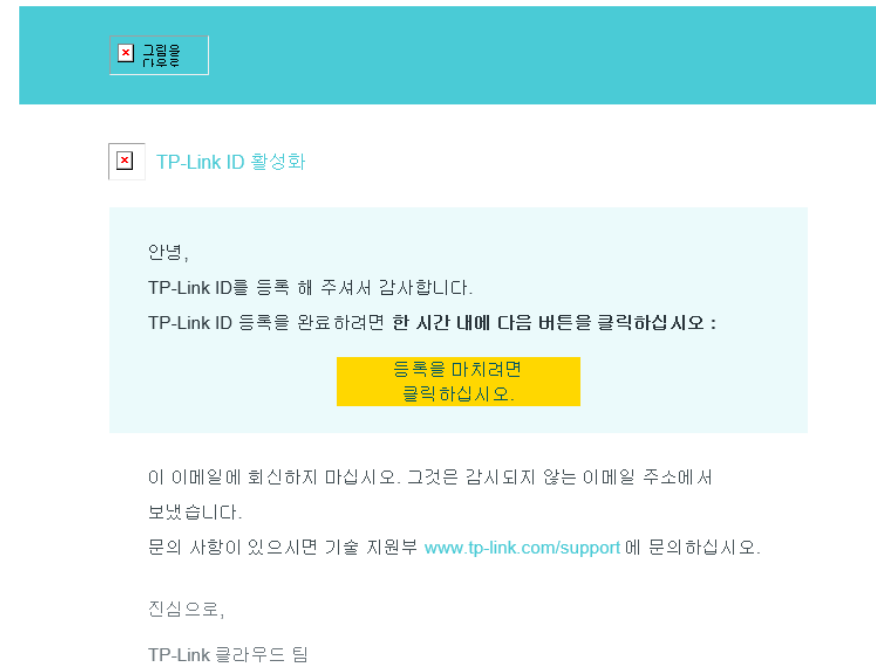 그림을
다운로
TP-Link ID 활성화
안녕,
TP-Link ID를 등록 해 주셔서 감사합니다.
TP-Link ID 등록을 완료하려면 한 시간 내에 다음 버튼을 클릭하십시오 :
등록을 마치려면
클릭하십시오.
이 이메일에 회신하지 마십시오. 그것은 감시되지 않는 이메일 주소에서
보냈습니다.
문의 사항이 있으시면 기술 지원부 www.tp-link.com/support 에 문의하십시오.
진심으로,
TP-Link 클라우드 팀